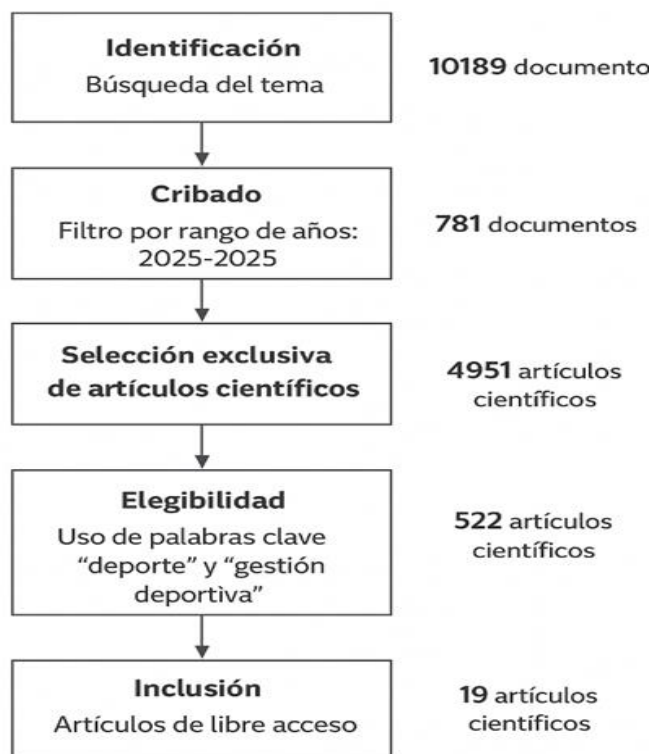 Identificación
Búsqueda del tema
10189 documento
Cribado
Filtro por rango de años:
2025-2025
781 documentos
Selección exclusiva
de artículos científicos
4951 artículos
científicos
Elegibilidad
Uso de palabras clave
“deporte” y “gestión
deportiva”
522 artículos
científicos
Inclusión
Artículos de libre acceso
19 artículos
científicos